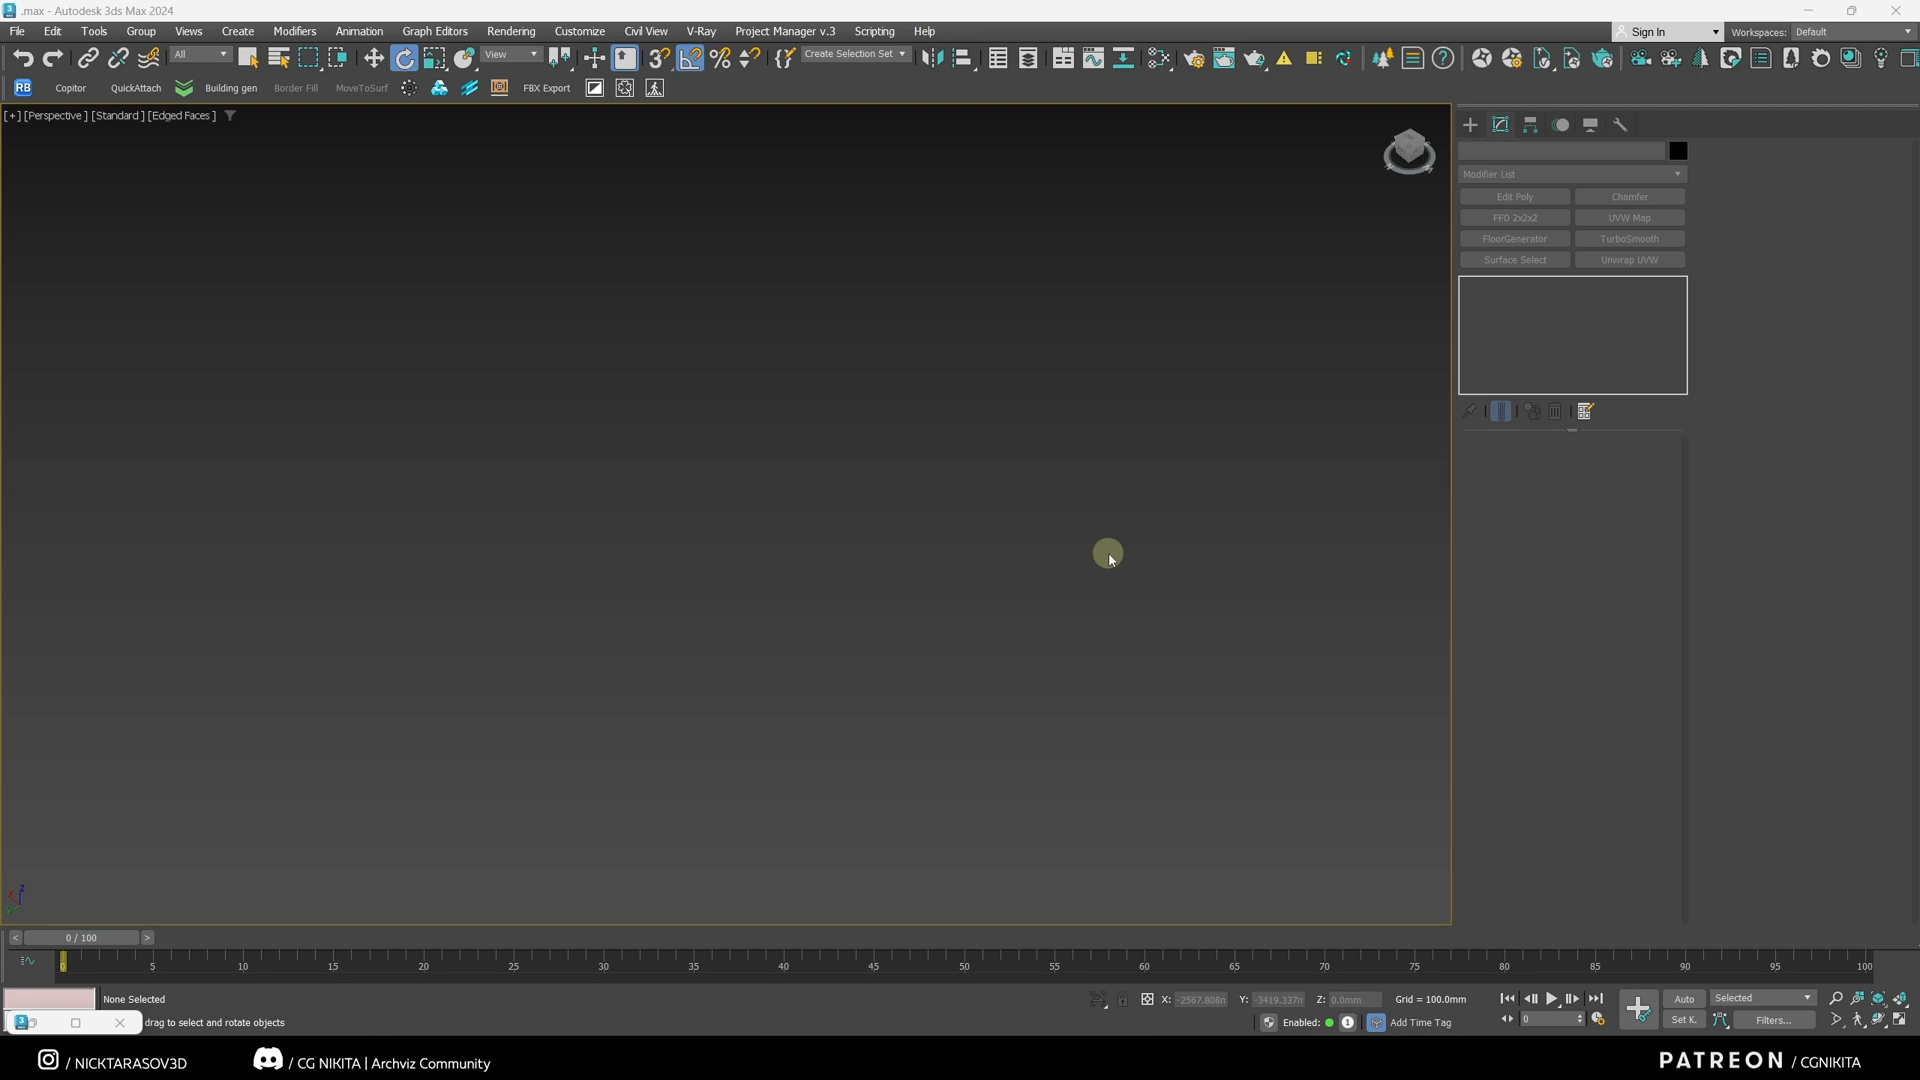 .max - Autodesk 3ds Max 2024
File Edit Tools Group Views Create Modifiers Animation Graph Editors Rendering Customize Civil View V-Ray Project Manager v.3 Scripting Help
Sign In Workspaces: Default
All View Create Selection Set
RB Copitor QuickAttach Building gen Border Fill MoveToSurf FBX Export
[+] [Perspective ] [Standard ] [Edged Faces ]
Modifier List
Edit Poly Chamfer
FFD 2x2x2 UVW Map
FloorGenerator TurboSmooth
Surface Select Unwrap UVW
Z
X
< 0 / 100 >
0 5 10 15 20 25 30 35 40 45 50 55 60 65 70 75 80 85 90 95 100
None Selected X: -2567.808n Y: -3419.337n Z: 0.0mm Grid = 100.0mm Auto Selected
drag to select and rotate objects Enabled: 1 Add Time Tag 0 Set K. Filters...
/ NICKTARASOV3D / CG NIKITA | Archviz Community PATREON / CGNIKITA